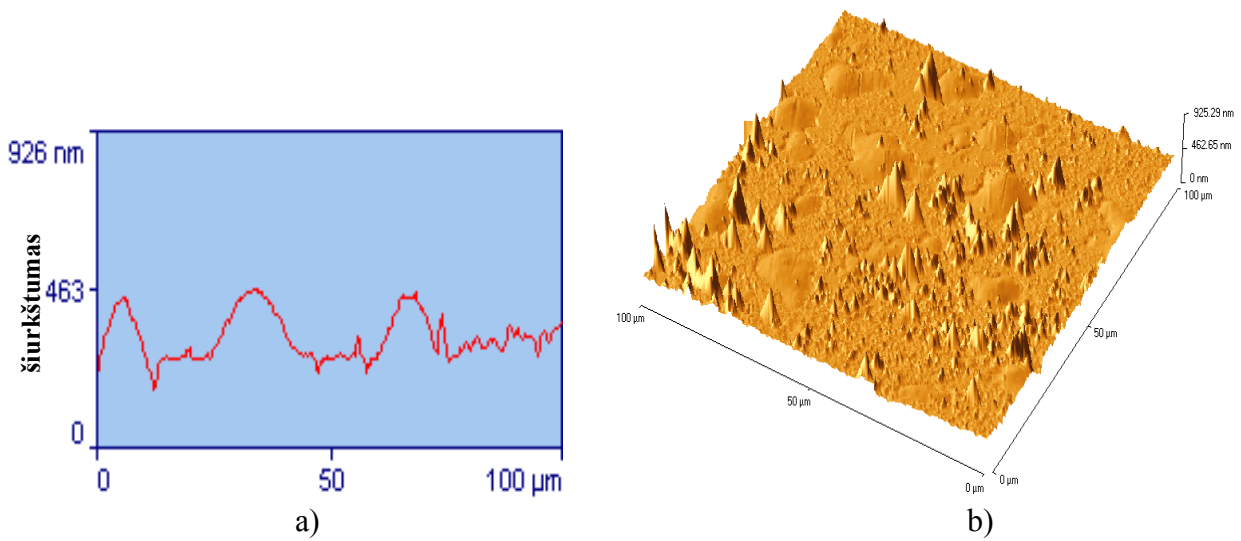 926 nm
463
0
šiurkštumas
0
50
100 µm
a)
925.29 nm
462.65 nm
0 nm
100 µm
50 µm
0 µm
100 µm
50 µm
0 µm
b)